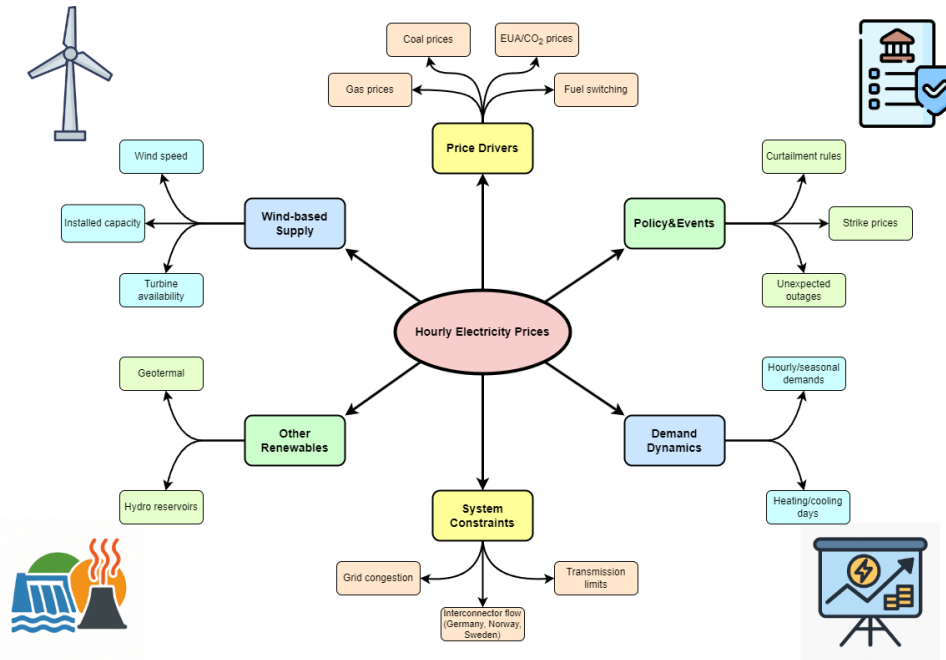 Coal prices
EUA/CO₂ prices
Gas prices
Fuel switching
Price Drivers
Wind speed
Installed capacity
Turbine
availability
Wind-based
Supply
Policy&Events
Curtailment rules
Strike prices
Unexpected
outages
Hourly Electricity Prices
Geotermal
Hydro reservoirs
Other
Renewables
Demand
Dynamics
Hourly/seasonal
demands
Heating/cooling
days
System
Constraints
Grid congestion
Interconnector flow
(Germany, Norway,
Sweden)
Transmission
limits